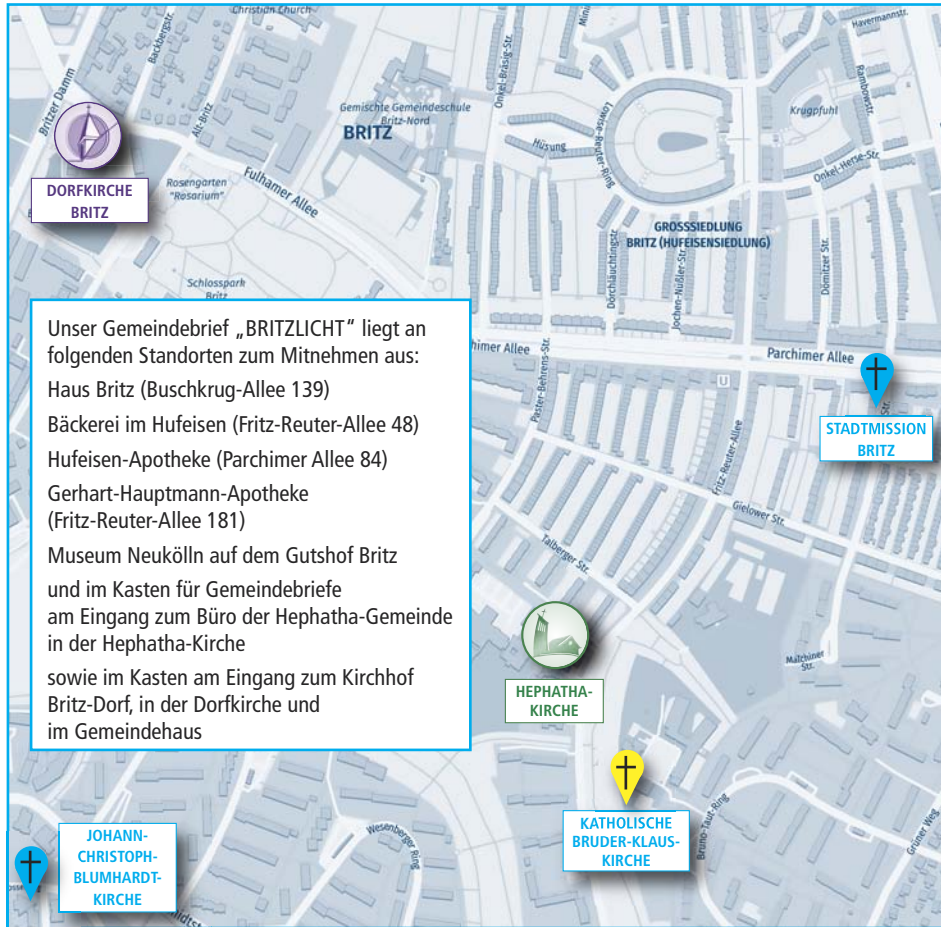 Christian Church
Backbergstr.
Britzer Damm
Alt-Britz
Gemischte Gemeindeschule
Britz-Nord
BRITZ
Onkel-Bräsig-Str.
Hüsung
Lowise-Reuter-Ring
Havermannstr.
Rambowstr.
Krugpfuhl
Onkel-Herse-Str.
DORFKIRCHE
BRITZ
Rosengarten
"Rosarium"
Fulhamer Allee
GROSSSIEDLUNG
BRITZ (HUFEISENSIEDLUNG)
Dörchläuchtingstr.
Jochen-Nüßler-Str.
Dömitzer Str.
Schlosspark
Britz
Unser Gemeindebrief „BRITZLICHT“ liegt an
folgenden Standorten zum Mitnehmen aus:
Haus Britz (Buschkrug-Allee 139)
Bäckerei im Hufeisen (Fritz-Reuter-Allee 48)
Hufeisen-Apotheke (Parchimer Allee 84)
Gerhart-Hauptmann-Apotheke
(Fritz-Reuter-Allee 181)
Museum Neukölln auf dem Gutshof Britz
und im Kasten für Gemeindebriefe
am Eingang zum Büro der Hephatha-Gemeinde
in der Hephatha-Kirche
sowie im Kasten am Eingang zum Kirchhof
Britz-Dorf, in der Dorfkirche und
im Gemeindehaus
himer Allee
Parchimer Allee
Paster-Behrens-Str.
U
Fritz-Reuter-Allee
STADTMISSION
BRITZ
Str.
Gielower Str.
Talberger Str.
Malchiner
Str.
HEPHATHA-
KIRCHE
KATHOLISCHE
BRUDER-KLAUS-
KIRCHE
Bruno-Taut-Ring
Grüner Weg
Wesenberger Ring
JOHANN-
CHRISTOPH-
BLUMHARDT-
KIRCHE